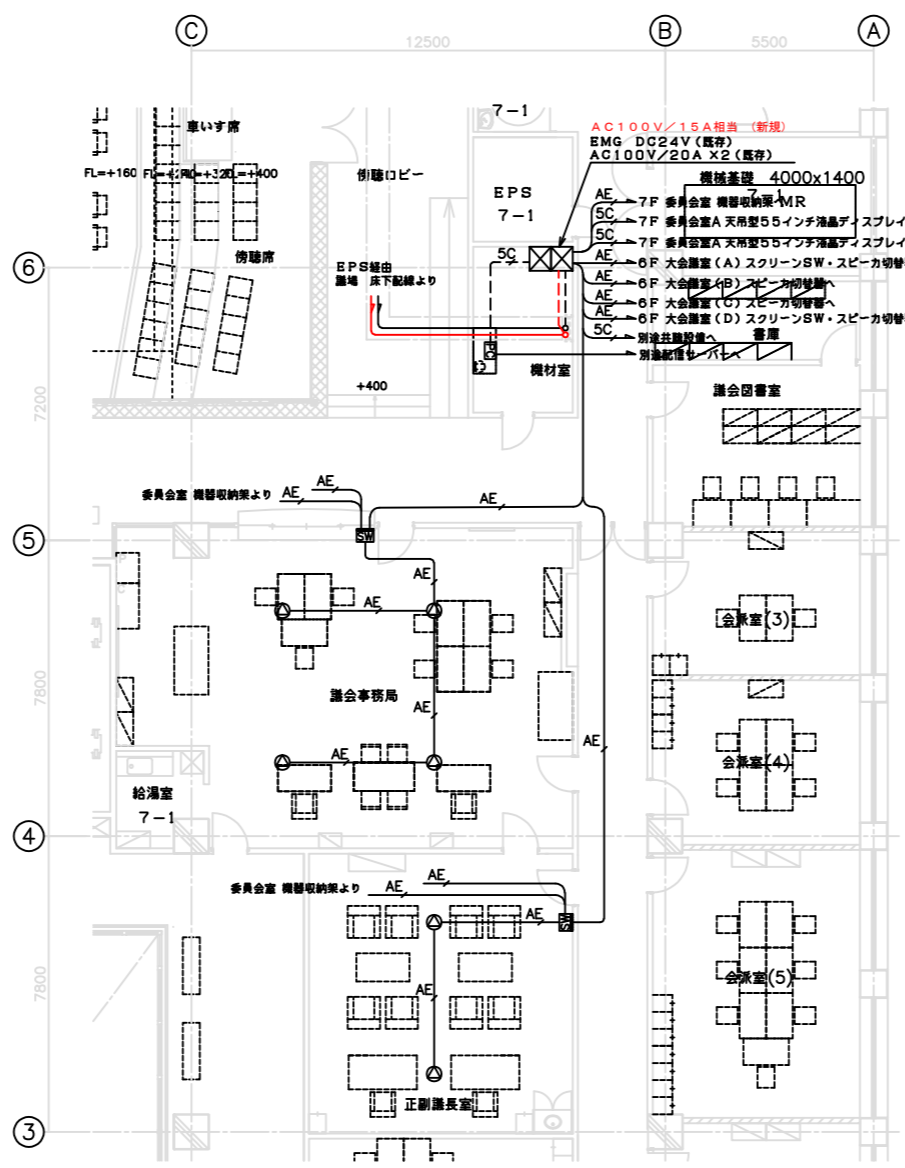 C
B
A
12500
5500
7-1
車いす席
AC100V/15A相当 (新規)
EMG DC24V(既存)
AC100V/20A ×2(既存)
FL=+160
FL=+400
傍聴ロビー
EPS
7-1
機械基礎 4000x1400
7-1
AE
7F 委員会室 機器収納架 MR
5C
7F 委員会室A 天吊型55インチ液晶ディスプレイ
5C
7F 委員会室A 天吊型55インチ液晶ディスプレイ
AE
6F 大会議室(A)スクリーンSW・スピーカ切替
AE
6F 大会議室(B)スピーカ切替器へ
AE
6F 大会議室(C)スピーカ切替器へ
AE
6F 大会議室(D)スクリーンSW・スピーカ切替
5C
別途共聴設備へ
別途配信サーバーへ
5C
傍聴席
6
EPS経由
議場 床下配線より
PC
書庫
機材室
+400
議会図書室
7200
委員会室 機器収納架より
AE
AE
AE
SW
5
AE
AE
会派室(3)
議会事務局
7800
AE
AE
AE
会派室(4)
給湯室
7-1
4
委員会室 機器収納架より
AE
AE
AE
SW
会派室(5)
7800
AE
正副議長室
3